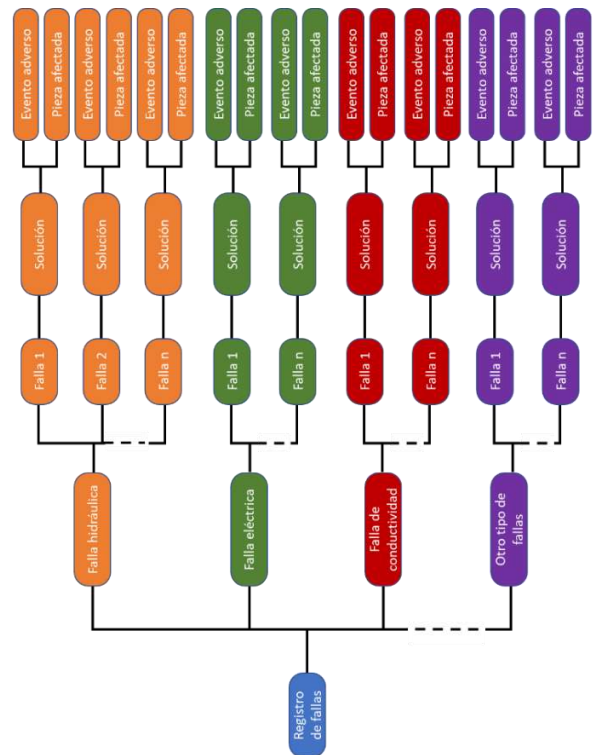 Registro
de fallas
Falla hidráulica
Falla 1
Solución
Evento adverso
Pieza afectada
Falla 2
Solución
Evento adverso
Pieza afectada
Falla n
Solución
Evento adverso
Pieza afectada
Falla eléctrica
Falla 1
Solución
Evento adverso
Pieza afectada
Falla n
Solución
Evento adverso
Pieza afectada
Falla de
conductividad
Falla 1
Solución
Evento adverso
Pieza afectada
Falla n
Solución
Evento adverso
Pieza afectada
Otro tipo de
fallas
Falla 1
Solución
Evento adverso
Pieza afectada
Falla n
Solución
Evento adverso
Pieza afectada